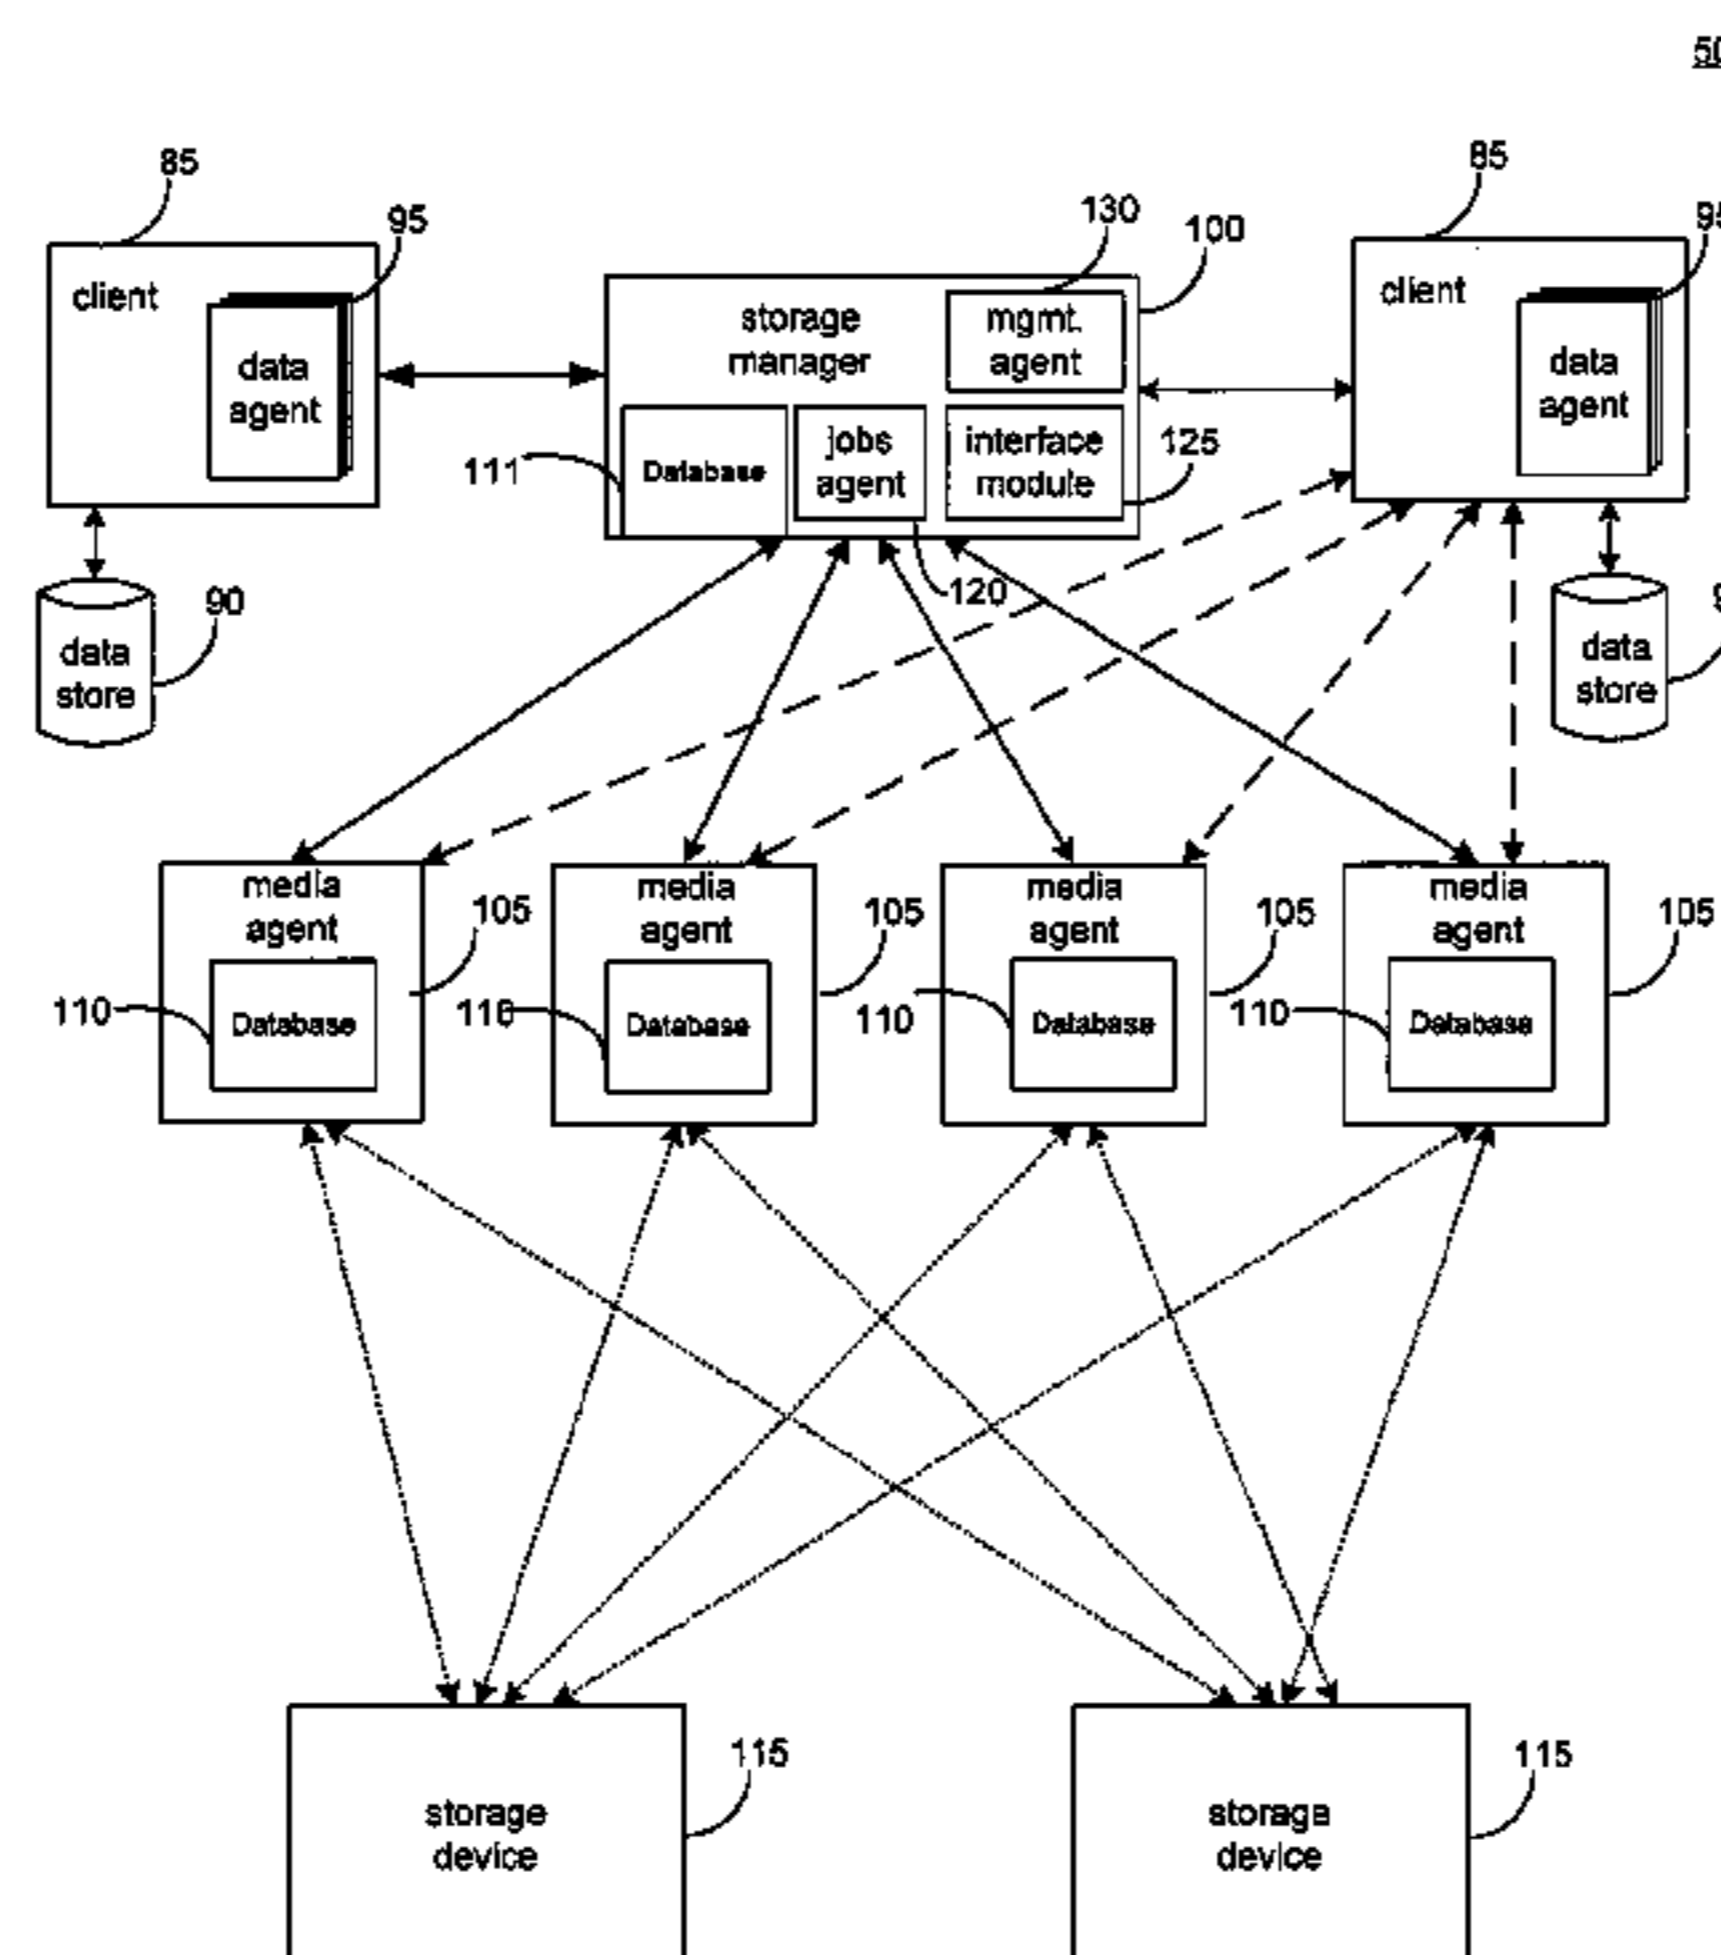 50
85
85
95
95
130
100
client
client
storage
manager
mgmt.
agent
data
agent
data
agent
111
Database
jobs
agent
interface
module
125
120
90
data
store
data
store
media
agent
105
media
agent
105
media
agent
105
media
agent
105
110
Database
110
Database
110
Database
110
Database
115
115
storage
device
storage
device